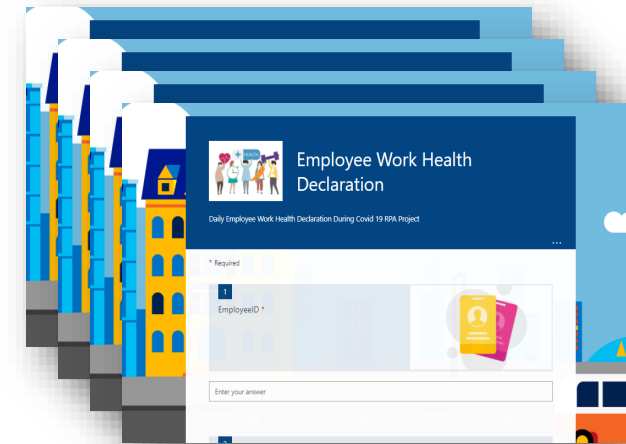 Employee Work Health
Declaration
Daily Employee Work Health Declaration During Covid 19 RPA Project
...
* Required
1
EmployeeID *
Enter your answer